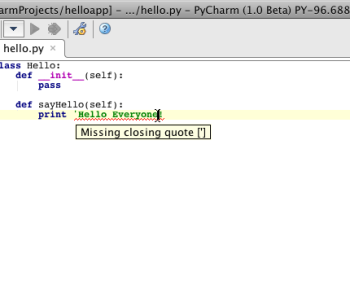 armProjects/helloapp] – .../hello.py – PyCharm (1.0 Beta) PY-96.688
hello.py ×
lass Hello:
def __init__(self):
pass
def sayHello(self):
print 'Hello Everyone
Missing closing quote [']